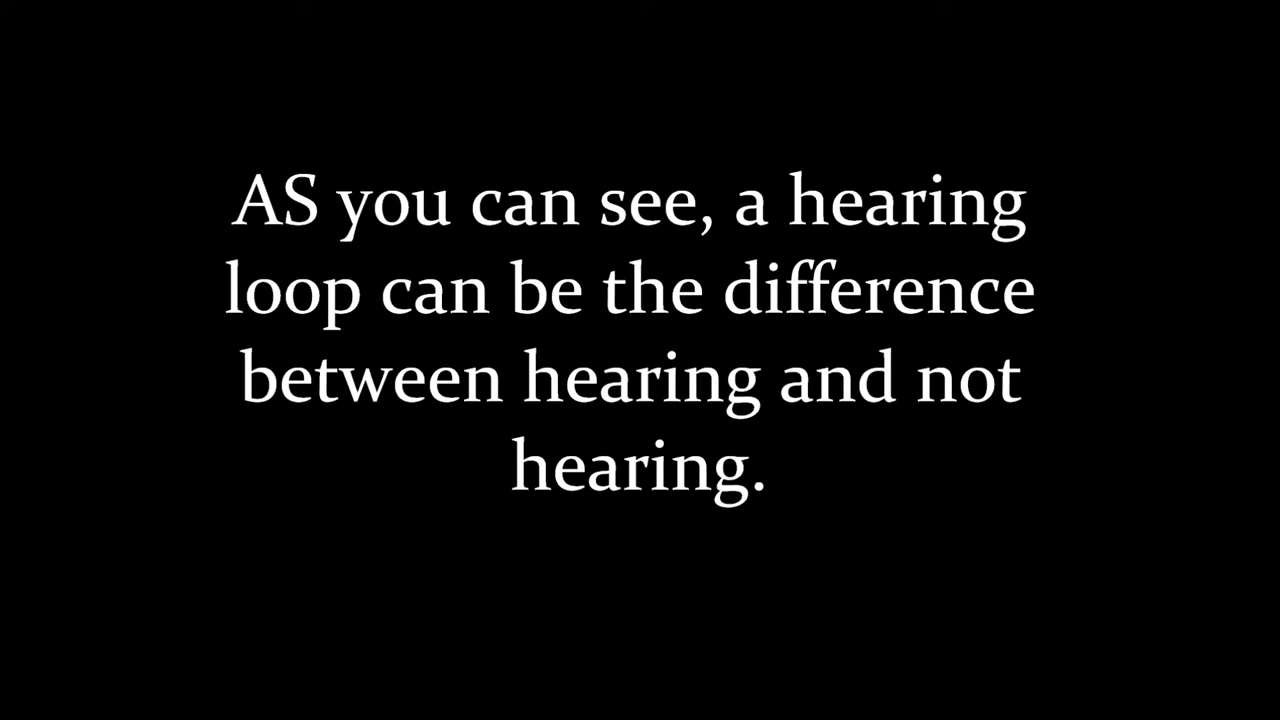 AS you can see, a hearing
loop can be the difference
between hearing and not
hearing.